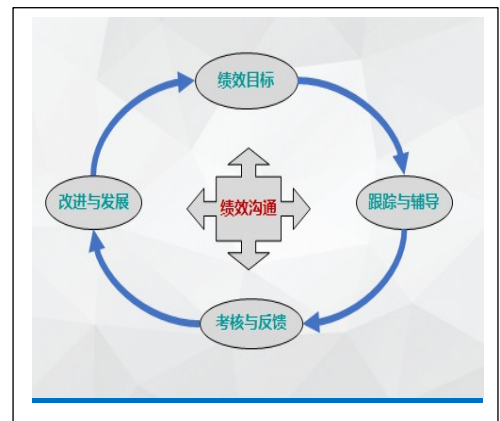 绩效目标
改进与发展
绩效沟通
跟踪与辅导
考核与反馈